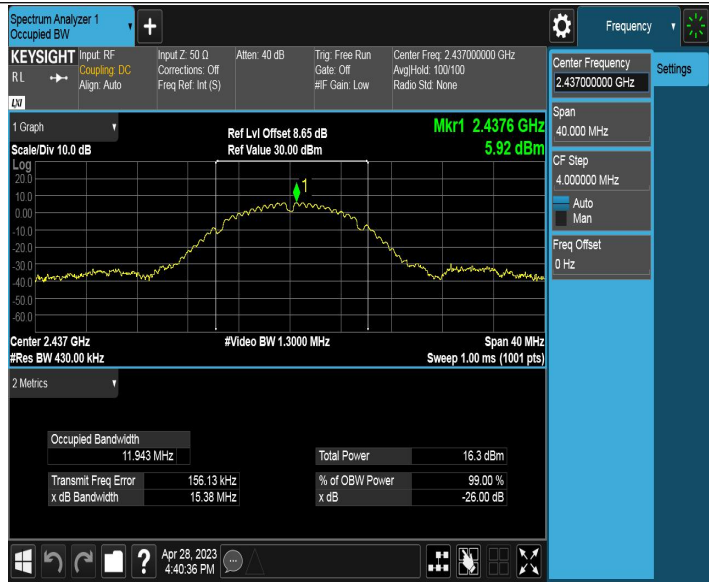 Spectrum Analyzer 1
Occupied BW
Frequency
KEYSIGHT
RL
LXI
Input: RF
Coupling: DC
Align: Auto
Input Z: 50 Ω
Corrections: Off
Freq Ref: Int (S)
Atten: 40 dB
Trig: Free Run
Gate: Off
#IF Gain: Low
Center Freq: 2.437000000 GHz
Avg|Hold: 100/100
Radio Std: None
Center Frequency
2.437000000 GHz
Settings
Span
40.000 MHz
CF Step
4.000000 MHz
Auto
Man
Freq Offset
0 Hz
1 Graph
Scale/Div 10.0 dB
Ref Lvl Offset 8.65 dB
Ref Value 30.00 dBm
Mkr1 2.4376 GHz
5.92 dBm
Log
20.0
10.0
0.00
-10.0
-20.0
-30.0
-40.0
-50.0
-60.0
1
Center 2.437 GHz
#Video BW 1.3000 MHz
Span 40 MHz
#Res BW 430.00 kHz
Sweep 1.00 ms (1001 pts)
2 Metrics
Occupied Bandwidth
11.943 MHz
Total Power
16.3 dBm
Transmit Freq Error
156.13 kHz
% of OBW Power
99.00 %
x dB Bandwidth
15.38 MHz
x dB
-26.00 dB
?
Apr 28, 2023
4:40:36 PM